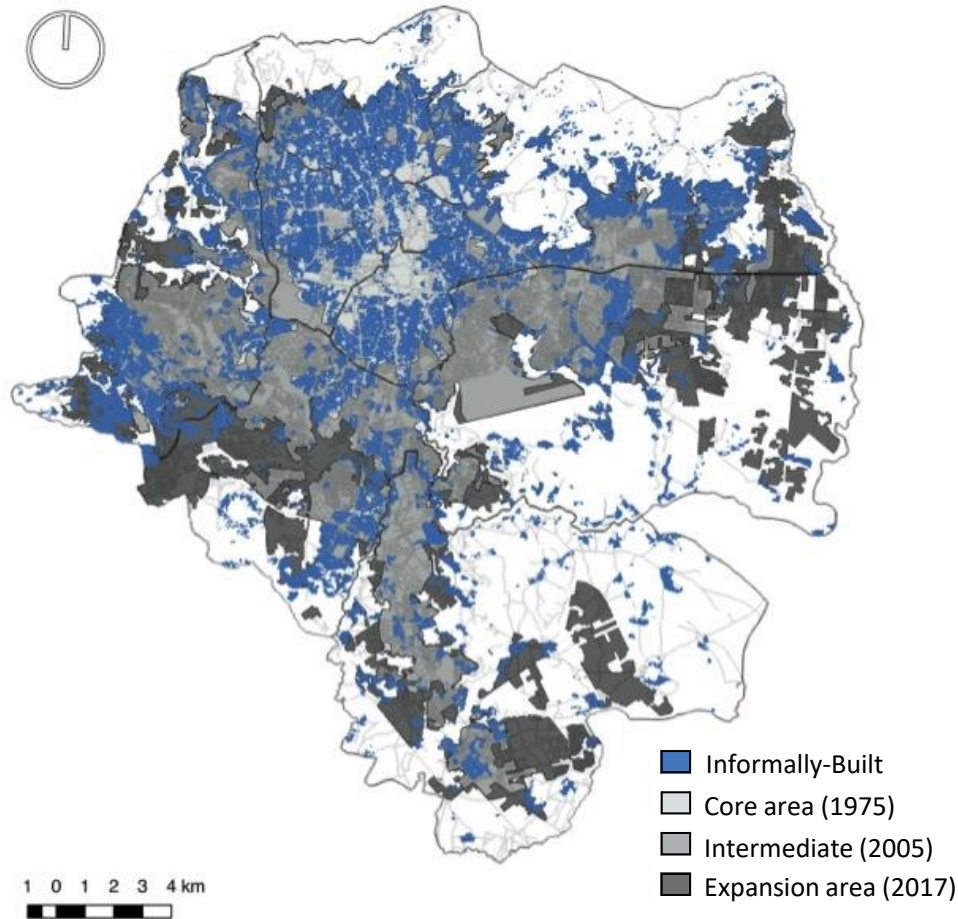 Informally-Built
Core area (1975)
Intermediate (2005)
Expansion area (2017)
1 0 1 2 3 4 km